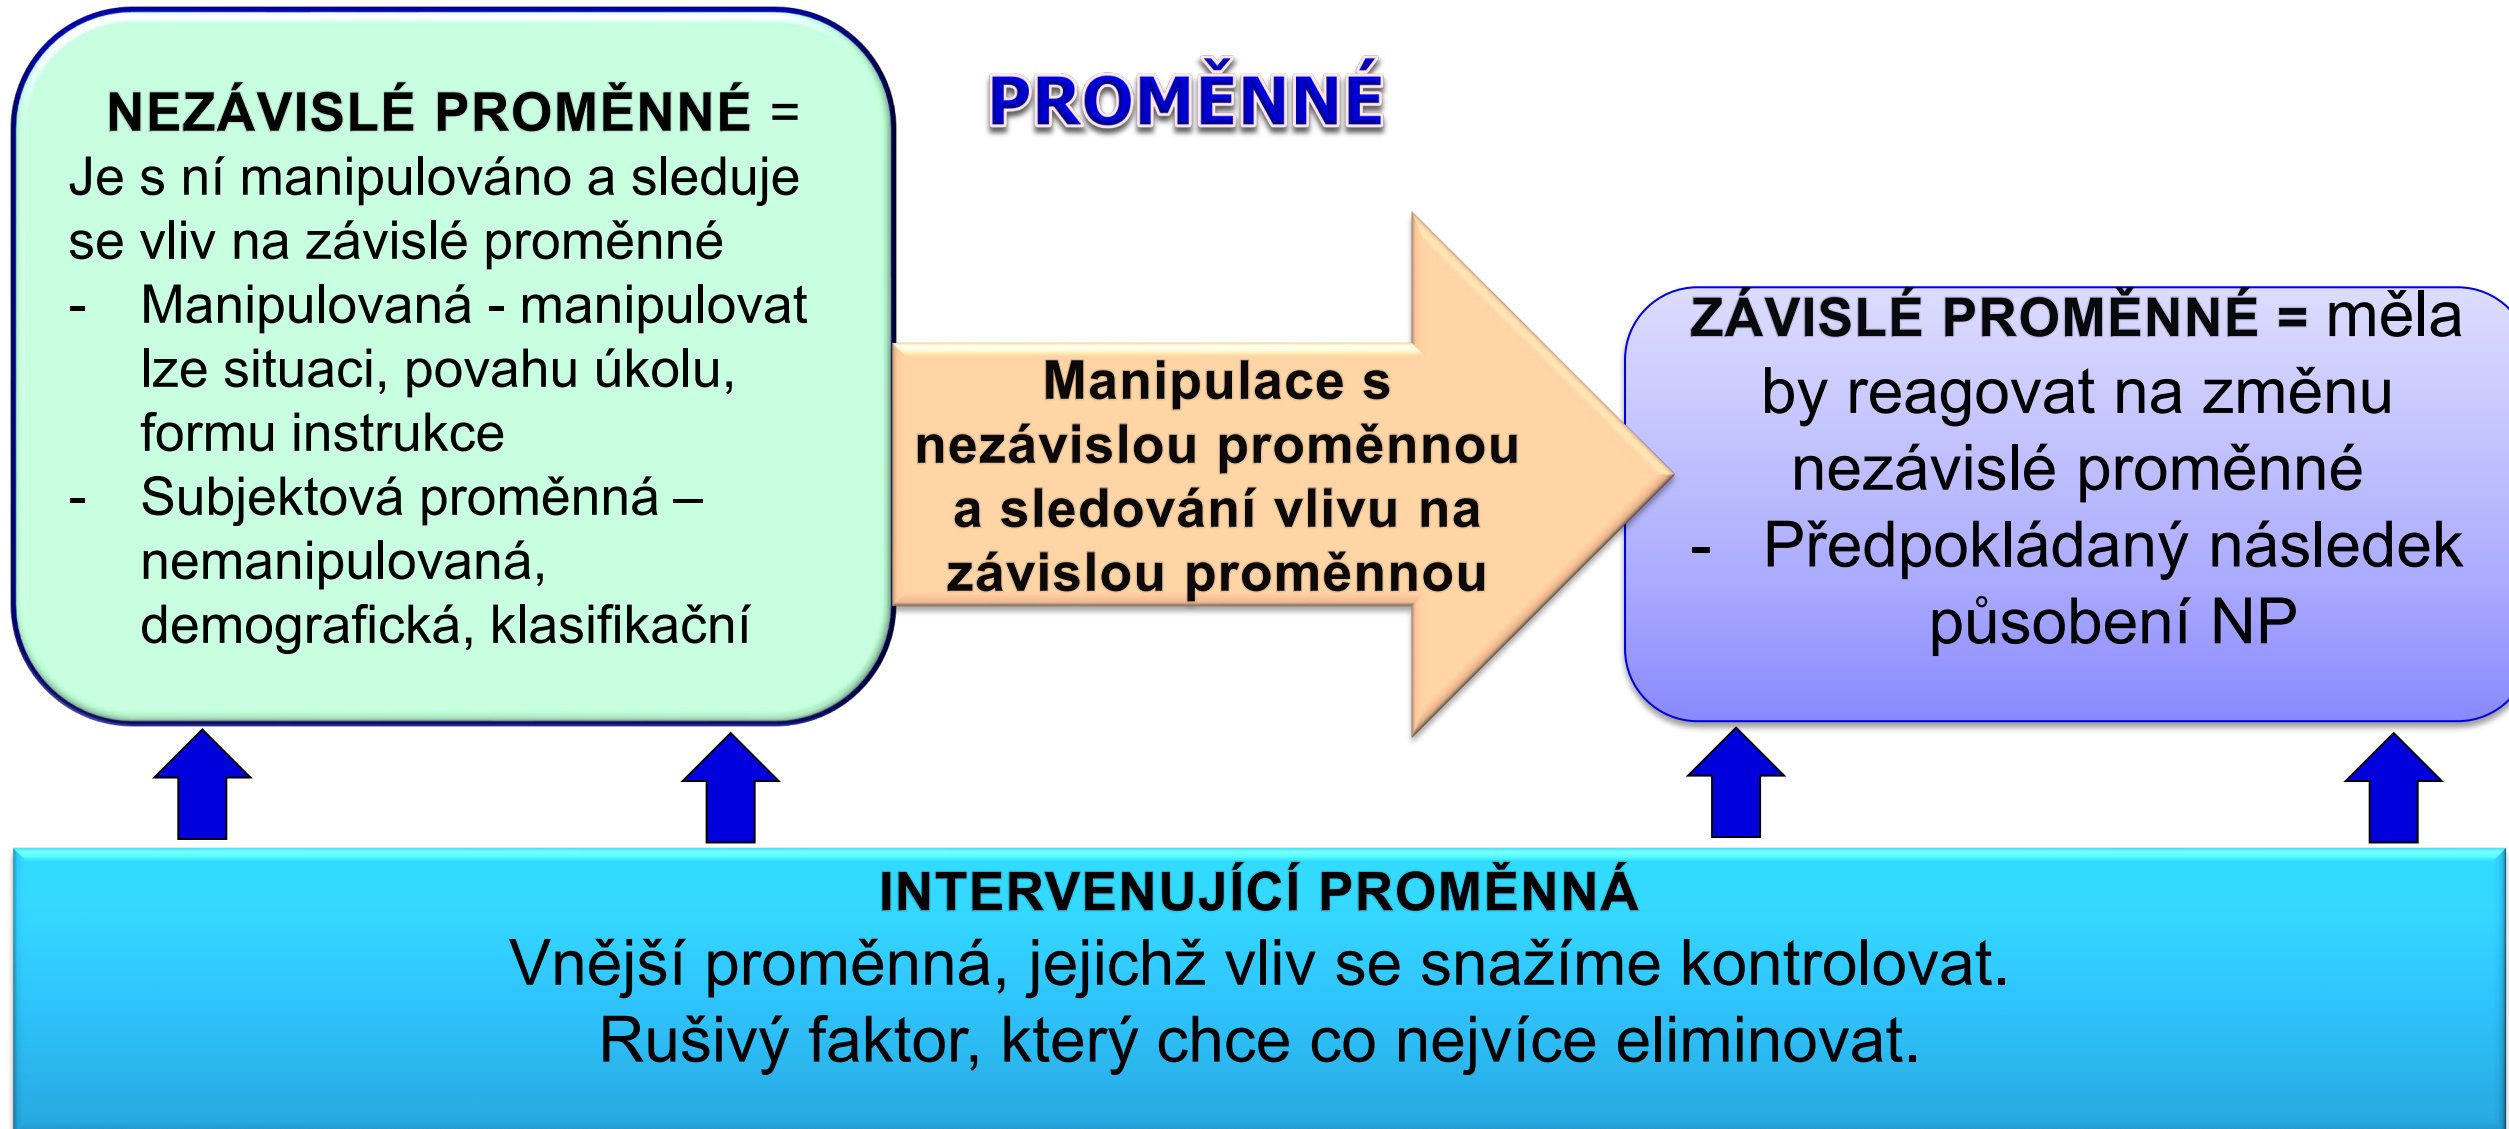 PROMĚNNÉ
NEZÁVISLÉ PROMĚNNÉ =
Je s ní manipulováno a sleduje
se vliv na závislé proměnné
- Manipulovaná - manipulovat
lze situaci, povahu úkolu,
formu instrukce
- Subjektová proměnná –
nemanipulovaná,
demografická, klasifikační
Manipulace s
nezávislou proměnnou
a sledování vlivu na
závislou proměnnou
ZÁVISLÉ PROMĚNNÉ = měla
by reagovat na změnu
nezávislé proměnné
- Předpokládaný následek
působení NP
INTERVENUJÍCÍ PROMĚNNÁ
Vnější proměnná, jejichž vliv se snažíme kontrolovat.
Rušivý faktor, který chce co nejvíce eliminovat.